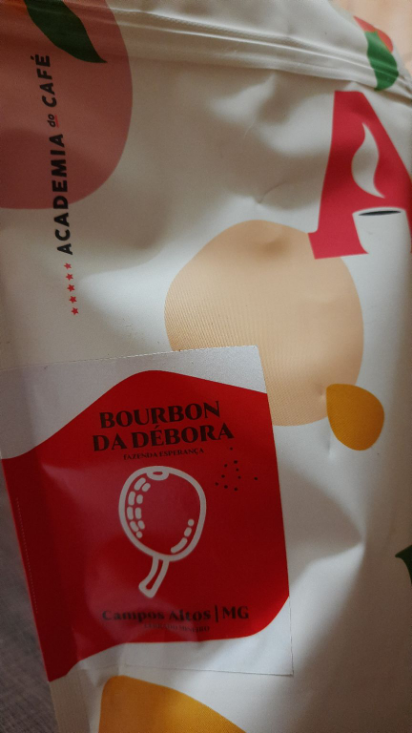 ACADEMIA do CAFÉ
A
BOURBON
DA DÉBORA
FAZENDA ESPERANÇA
Campos Altos | MG